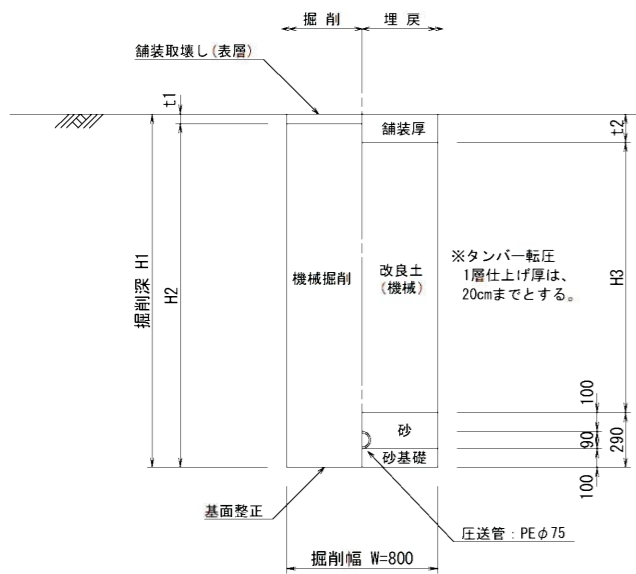 掘 削
埋 戻
舗装取壊し(表層)
t1
舗装厚
t2
掘削深 H1
H2
機械掘削
改良土
(機械)
※タンパー転圧
1層仕上げ厚は、
20cmまでとする。
H3
砂
砂基礎
100
90
290
100
基面整正
圧送管：PEφ75
掘削幅 W=800